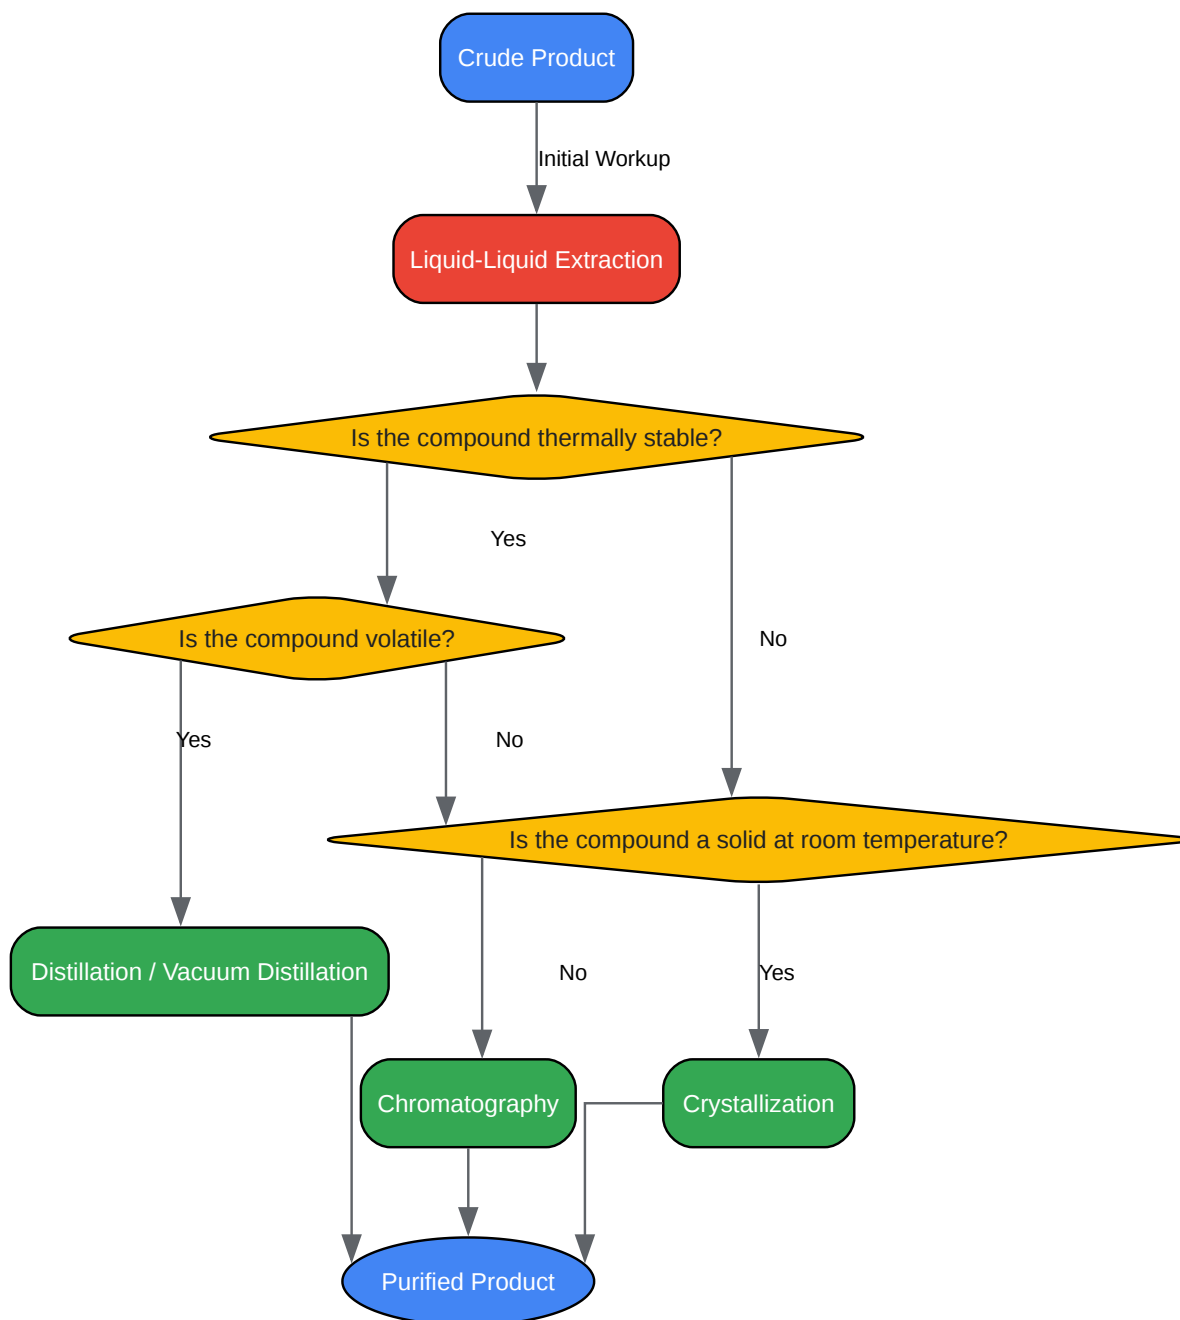 Crude Product
Initial Workup
Liquid-Liquid Extraction
Is the compound thermally stable?
Yes
Is the compound volatile?
No
Yes
No
Is the compound a solid at room temperature?
Distillation / Vacuum Distillation
No
Yes
Chromatography
Crystallization
Purified Product